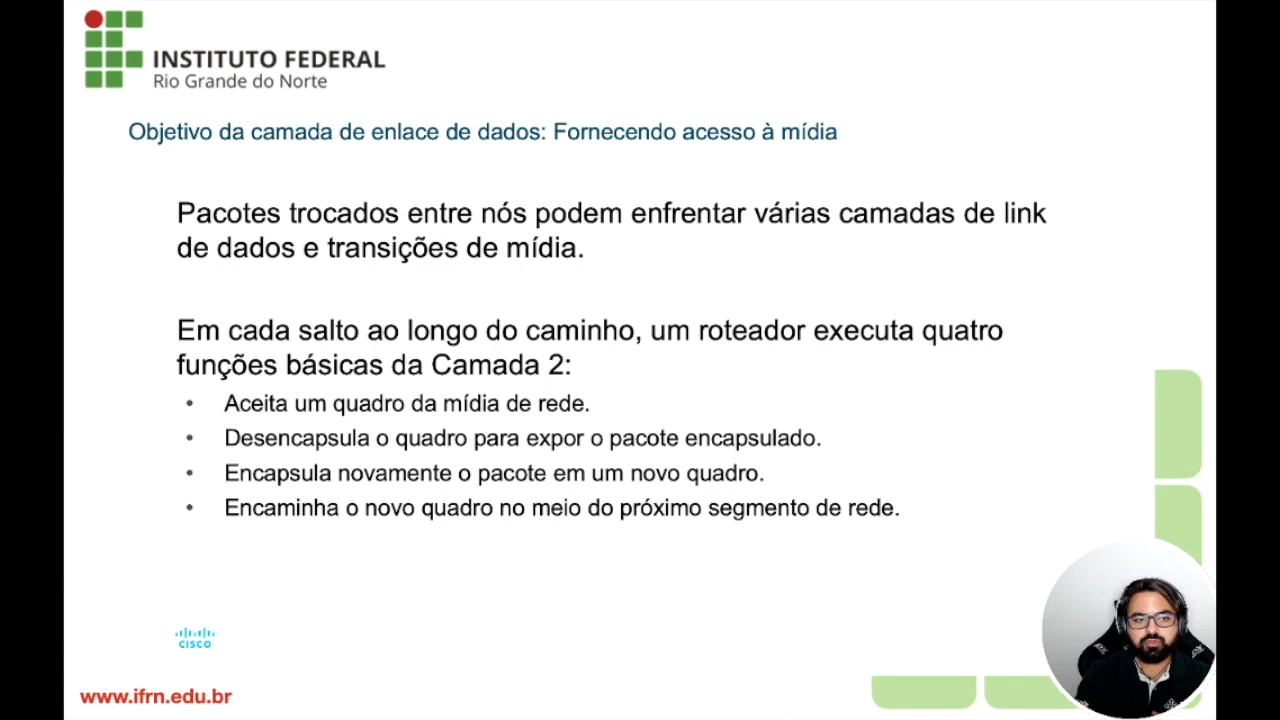 INSTITUTO FEDERAL
Rio Grande do Norte
Objetivo da camada de enlace de dados: Fornecendo acesso à mídia
Pacotes trocados entre nós podem enfrentar várias camadas de link
de dados e transições de mídia.
Em cada salto ao longo do caminho, um roteador executa quatro
funções básicas da Camada 2:
• Aceita um quadro da mídia de rede.
• Desencapsula o quadro para expor o pacote encapsulado.
• Encapsula novamente o pacote em um novo quadro.
• Encaminha o novo quadro no meio do próximo segmento de rede.
CISCO
www.ifrn.edu.br